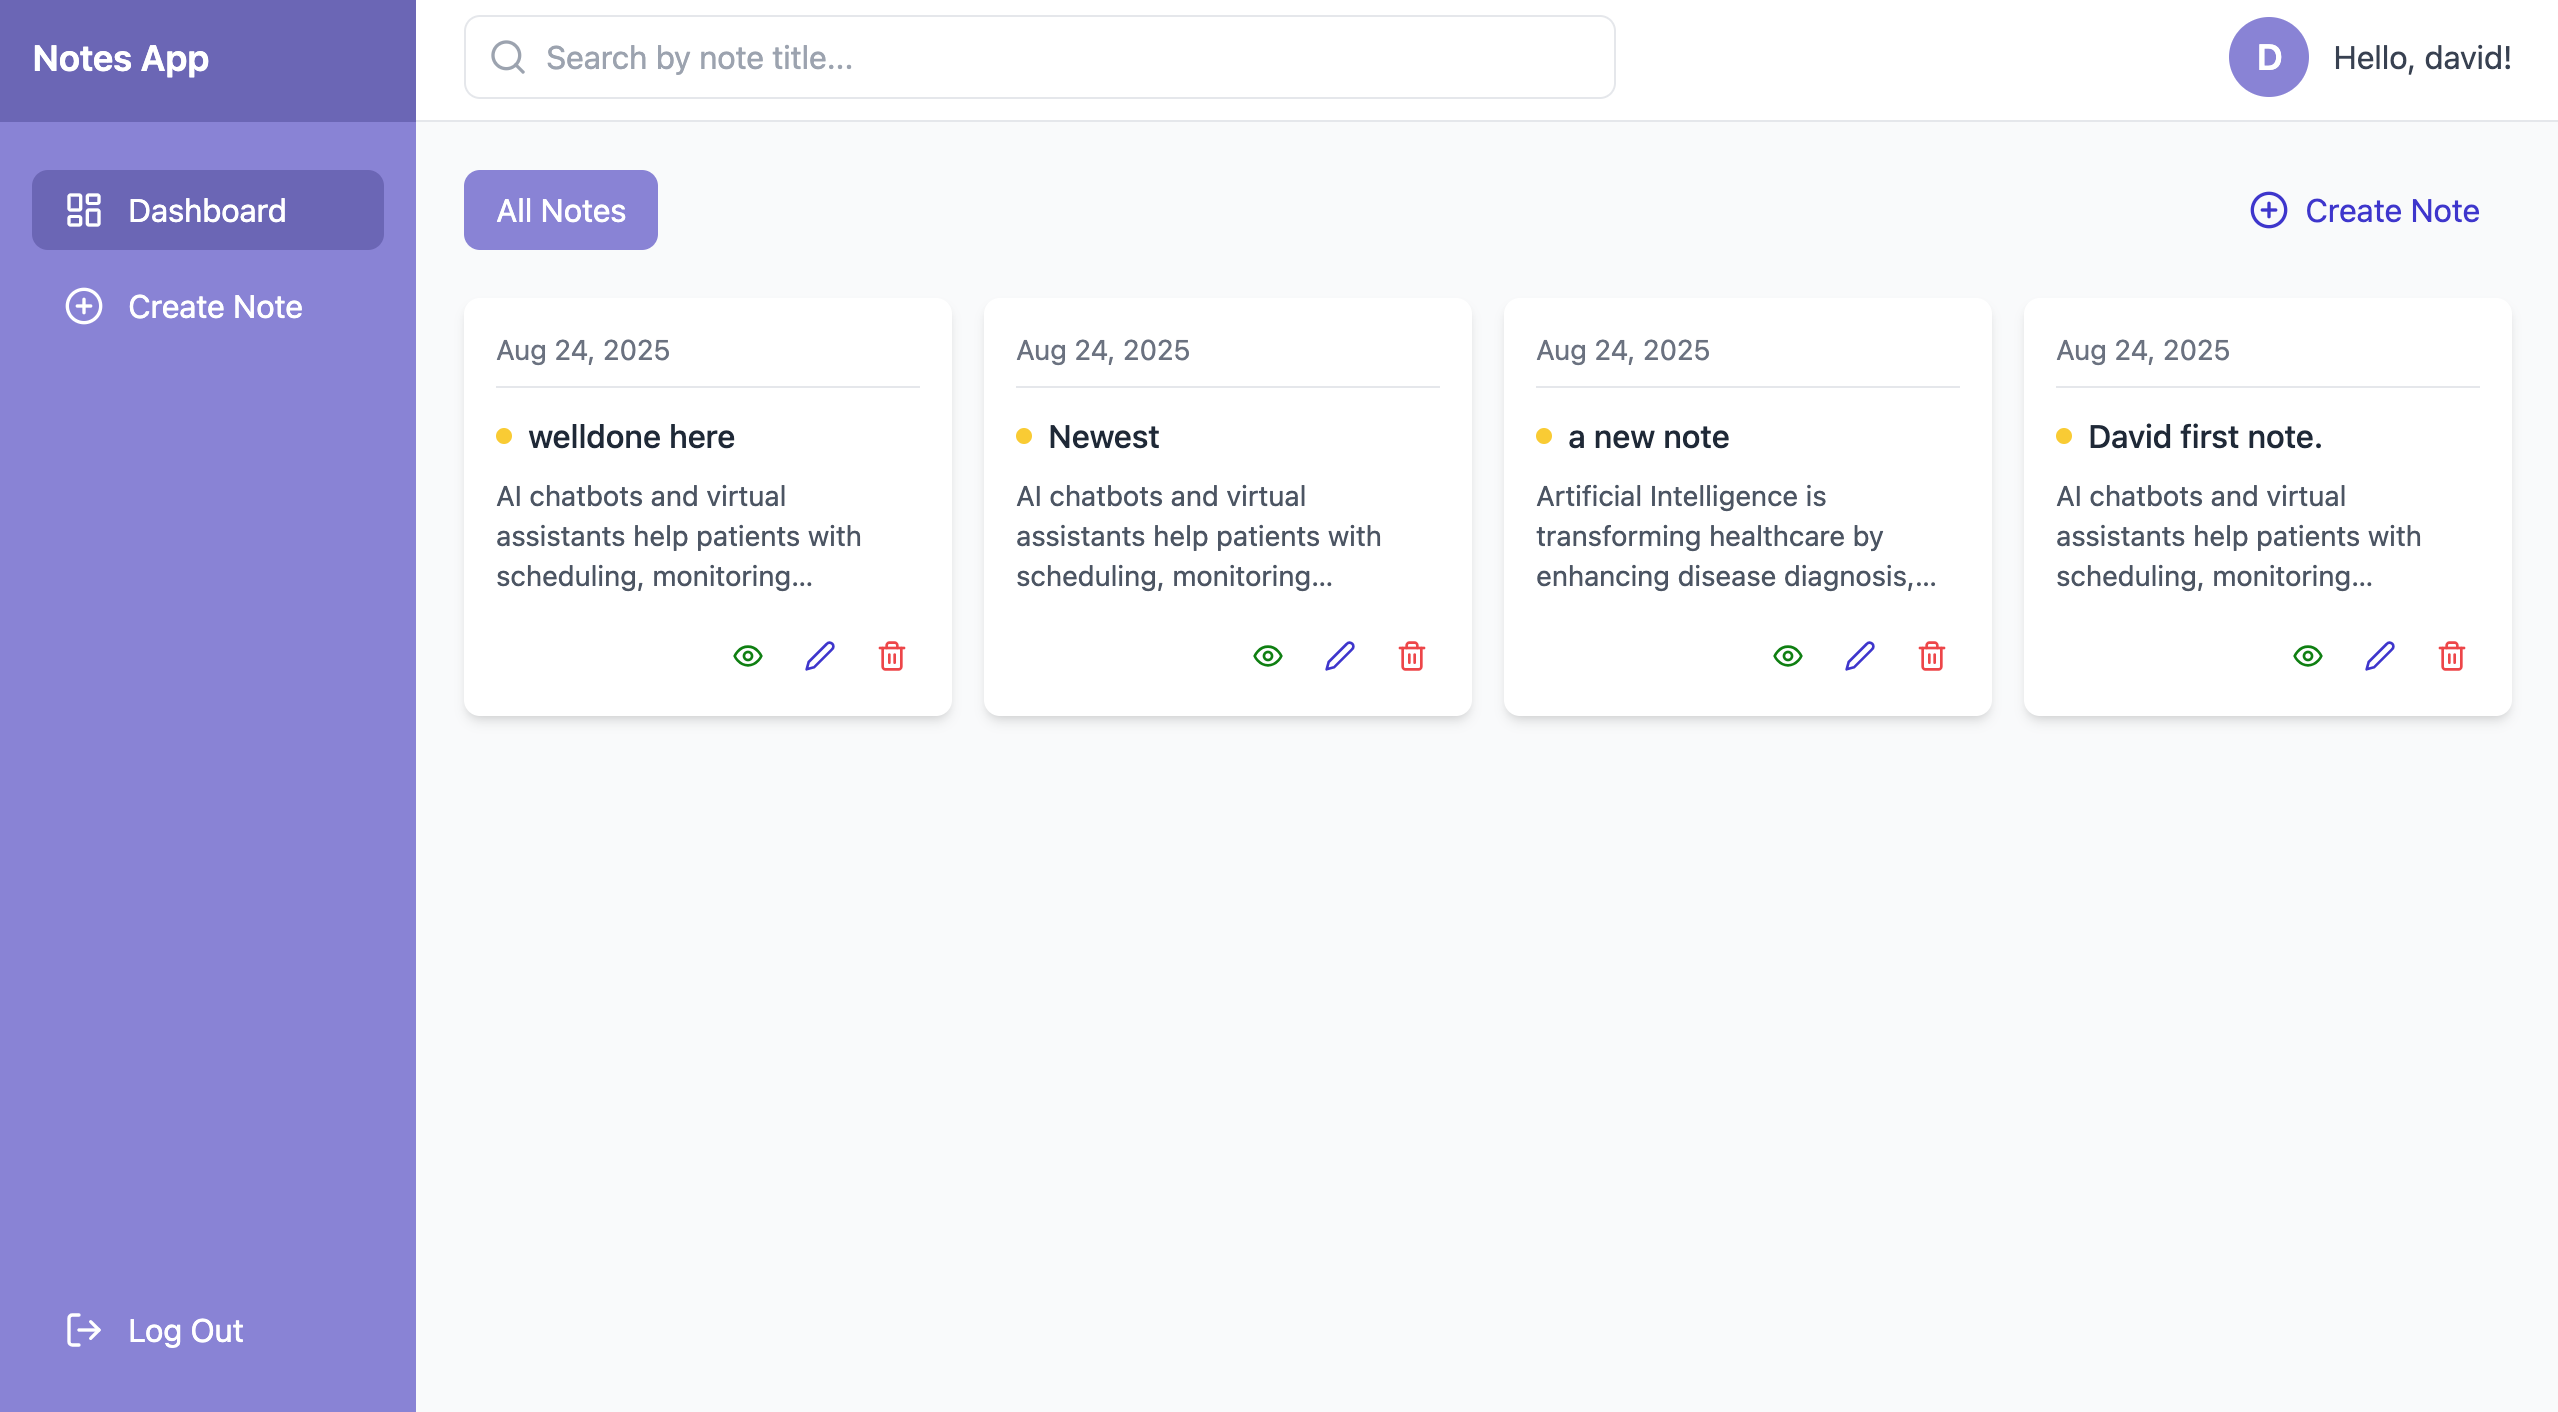 Notes App
Search by note title...
D
Hello, david!
Dashboard
Create Note
Log Out
All Notes
Create Note
Aug 24, 2025
welldone here
AI chatbots and virtual
assistants help patients with
scheduling, monitoring...
Aug 24, 2025
Newest
AI chatbots and virtual
assistants help patients with
scheduling, monitoring...
Aug 24, 2025
a new note
Artificial Intelligence is
transforming healthcare by
enhancing disease diagnosis,...
Aug 24, 2025
David first note.
AI chatbots and virtual
assistants help patients with
scheduling, monitoring...